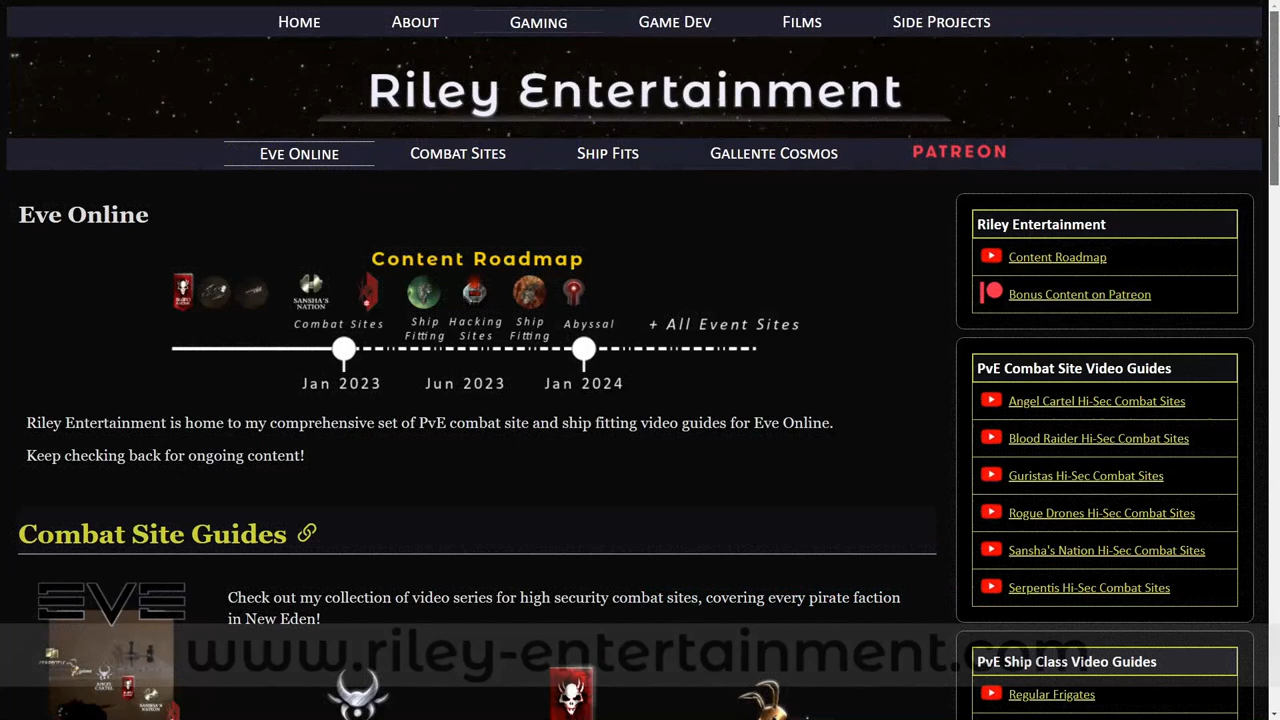 HOME ABOUT GAMING GAME DEV FILMS SIDE PROJECTS
Riley Entertainment
EVE ONLINE COMBAT SITES SHIP FITS GALLENTE COSMOS PATREON
Eve Online
Content Roadmap
SANSHA'S
NATION
Combat Sites
Ship
Fitting
Hacking
Sites
Ship
Fitting
Abyssal
+ All Event Sites
Jan 2023 Jun 2023 Jan 2024
Riley Entertainment is home to my comprehensive set of PvE combat site and ship fitting video guides for Eve Online.
Keep checking back for ongoing content!
Combat Site Guides
EVE
Check out my collection of video series for high security combat sites, covering every pirate faction
in New Eden!
ANGEL
CARTEL
SANSHA'S
NATION
Riley Entertainment
Content Roadmap
Bonus Content on Patreon
PvE Combat Site Video Guides
Angel Cartel Hi-Sec Combat Sites
Blood Raider Hi-Sec Combat Sites
Guristas Hi-Sec Combat Sites
Rogue Drones Hi-Sec Combat Sites
Sansha's Nation Hi-Sec Combat Sites
Serpentis Hi-Sec Combat Sites
PvE Ship Class Video Guides
Regular Frigates
www.riley-entertainment.com